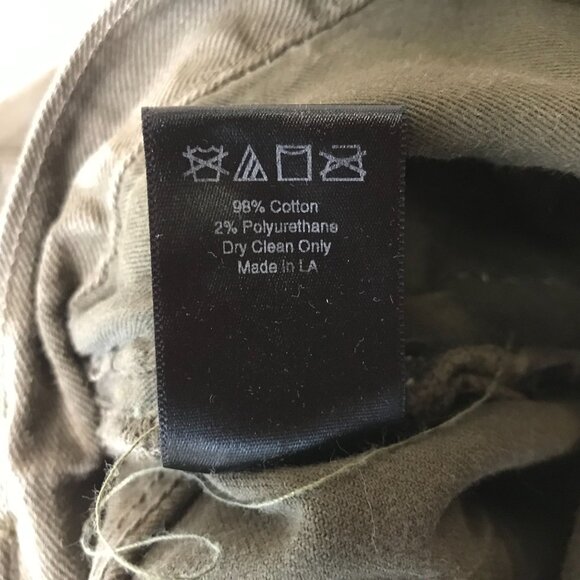 98% Cotton
2% Polyurethane
Dry Clean Only
Made in LA